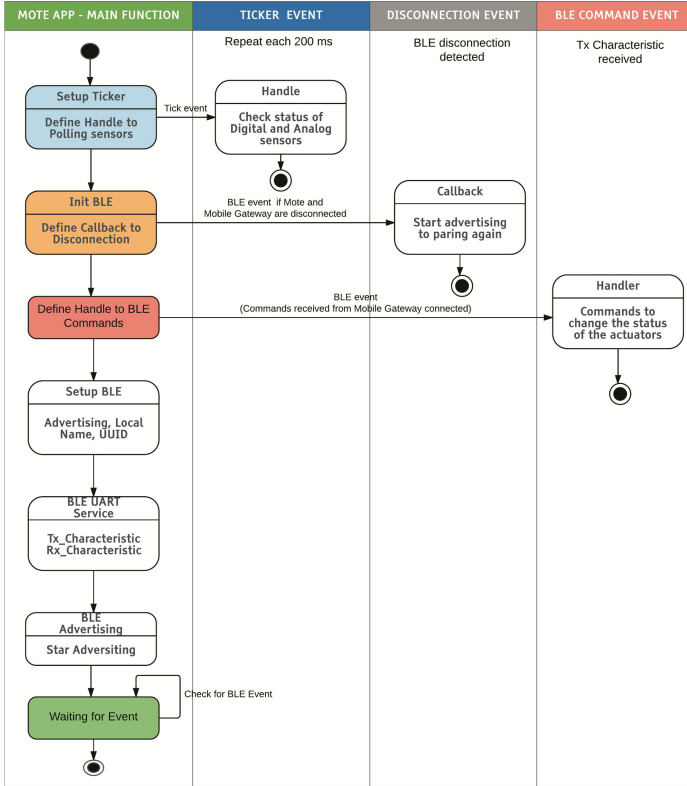 MOTE APP - MAIN FUNCTION
TICKER EVENT
DISCONNECTION EVENT
BLE COMMAND EVENT
Repeat each 200 ms
BLE disconnection
detected
Tx Characteristic
received
Setup Ticker
Define Handle to
Polling sensors
Tick event
Handle
Check status of
Digital and Analog
sensors
Init BLE
Define Callback to
Disconnection
BLE event if Mote and
Mobile Gateway are disconnected
Callback
Start advertising
to paring again
Define Handle to BLE
Commands
BLE event
(Commands received from Mobile Gateway connected)
Handler
Commands to
change the status
of the actuators
Setup BLE
Advertising, Local
Name, UUID
BLE UART
Service
Tx_Characteristic
Rx_Characteristic
BLE
Advertising
Star Adversiting
Waiting for Event
Check for BLE Event